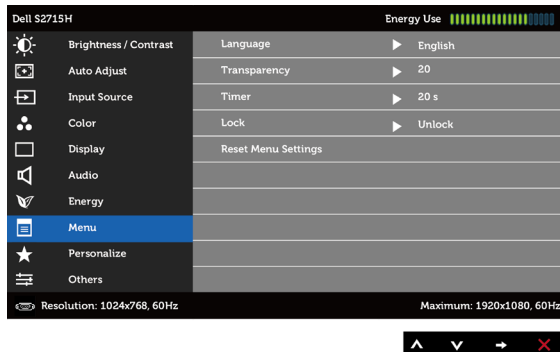 Dell S2715H Energy Use
Brightness / Contrast Language English
Auto Adjust Transparency 20
Input Source Timer 20 s
Color Lock Unlock
Display Reset Menu Settings
Audio
Energy
Menu
Personalize
Others
Resolution: 1024x768, 60Hz Maximum: 1920x1080, 60Hz